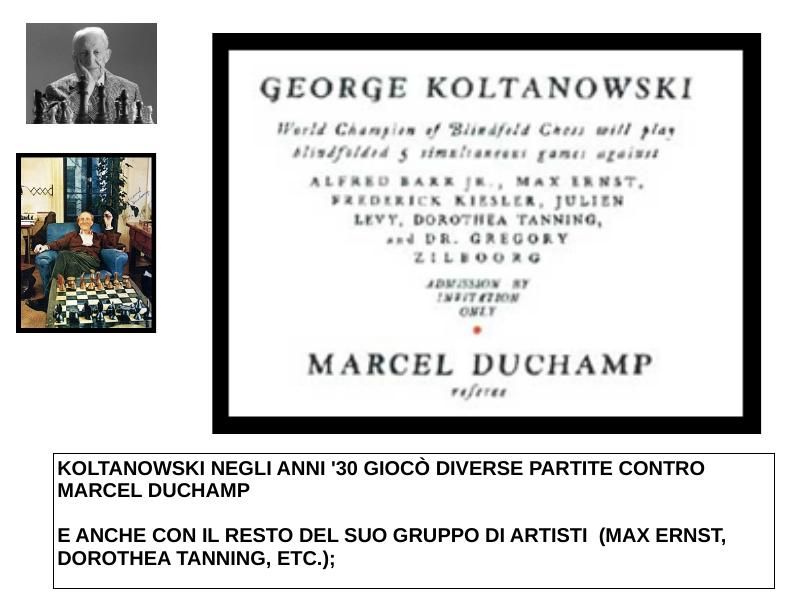 GEORGE KOLTANOWSKI
World Champion of Blindfold Chess will play
blindfolded 5 simultaneous games against
ALFRED BARR JR., MAX ERNST,
FREDERICK KIESLER, JULIEN
LEVY, DOROTHEA TANNING,
and DR. GREGORY
ZILBOORG
ADMISSION BY
INVITATION
ONLY
MARCEL DUCHAMP
referee
KOLTANOWSKI NEGLI ANNI '30 GIOCÒ DIVERSE PARTITE CONTRO
MARCEL DUCHAMP
E ANCHE CON IL RESTO DEL SUO GRUPPO DI ARTISTI (MAX ERNST,
DOROTHEA TANNING, ETC.);